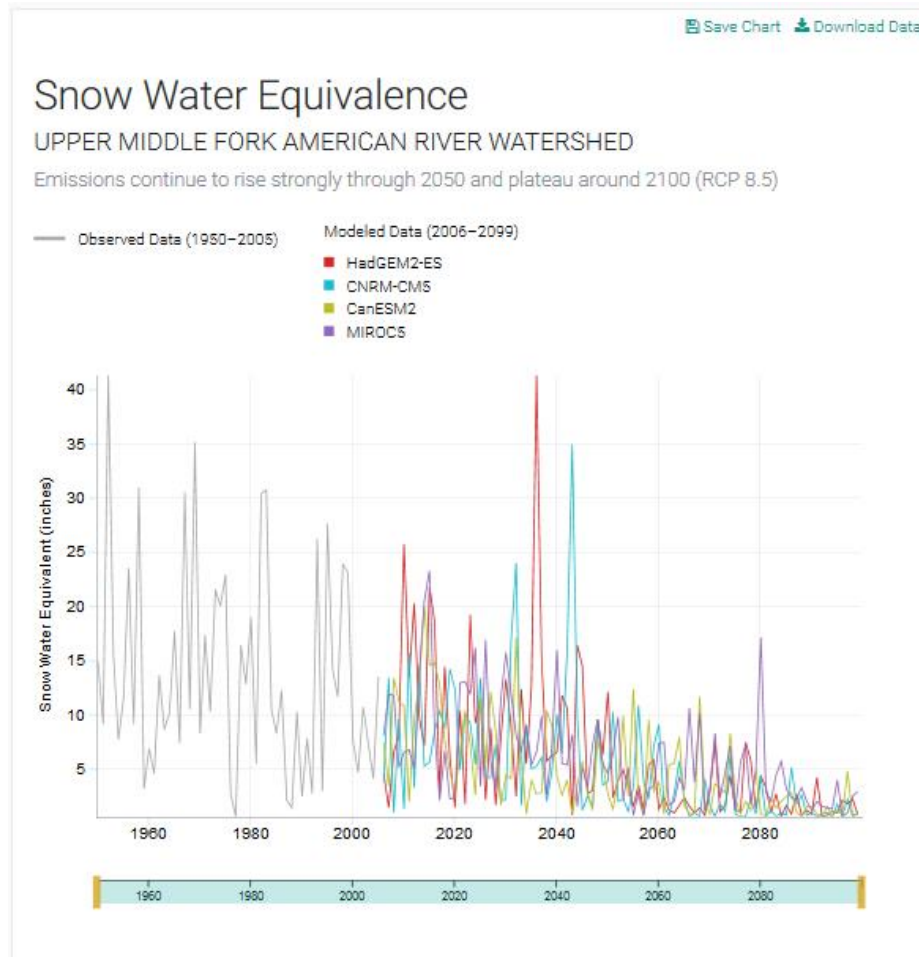 Save Chart Download Data
Snow Water Equivalence
UPPER MIDDLE FORK AMERICAN RIVER WATERSHED
Emissions continue to rise strongly through 2050 and plateau around 2100 (RCP 8.5)
Observed Data (1950–2005)
Modeled Data (2006–2099)
HadGEM2-ES
CNRM-CM5
CanESM2
MIROC5
Snow Water Equivalent (inches)
40
35
30
25
20
15
10
5
1960 1980 2000 2020 2040 2060 2080
1960 1980 2000 2020 2040 2060 2080